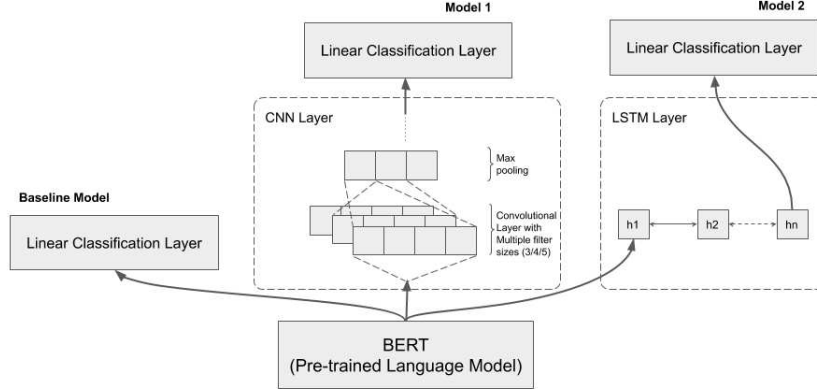 Model 1
Linear Classification Layer
Model 2
Linear Classification Layer
CNN Layer
Max
pooling
Convolutional
Layer with
Multiple filter
sizes (3/4/5)
LSTM Layer
h1
h2
hn
Baseline Model
Linear Classification Layer
BERT
(Pre-trained Language Model)